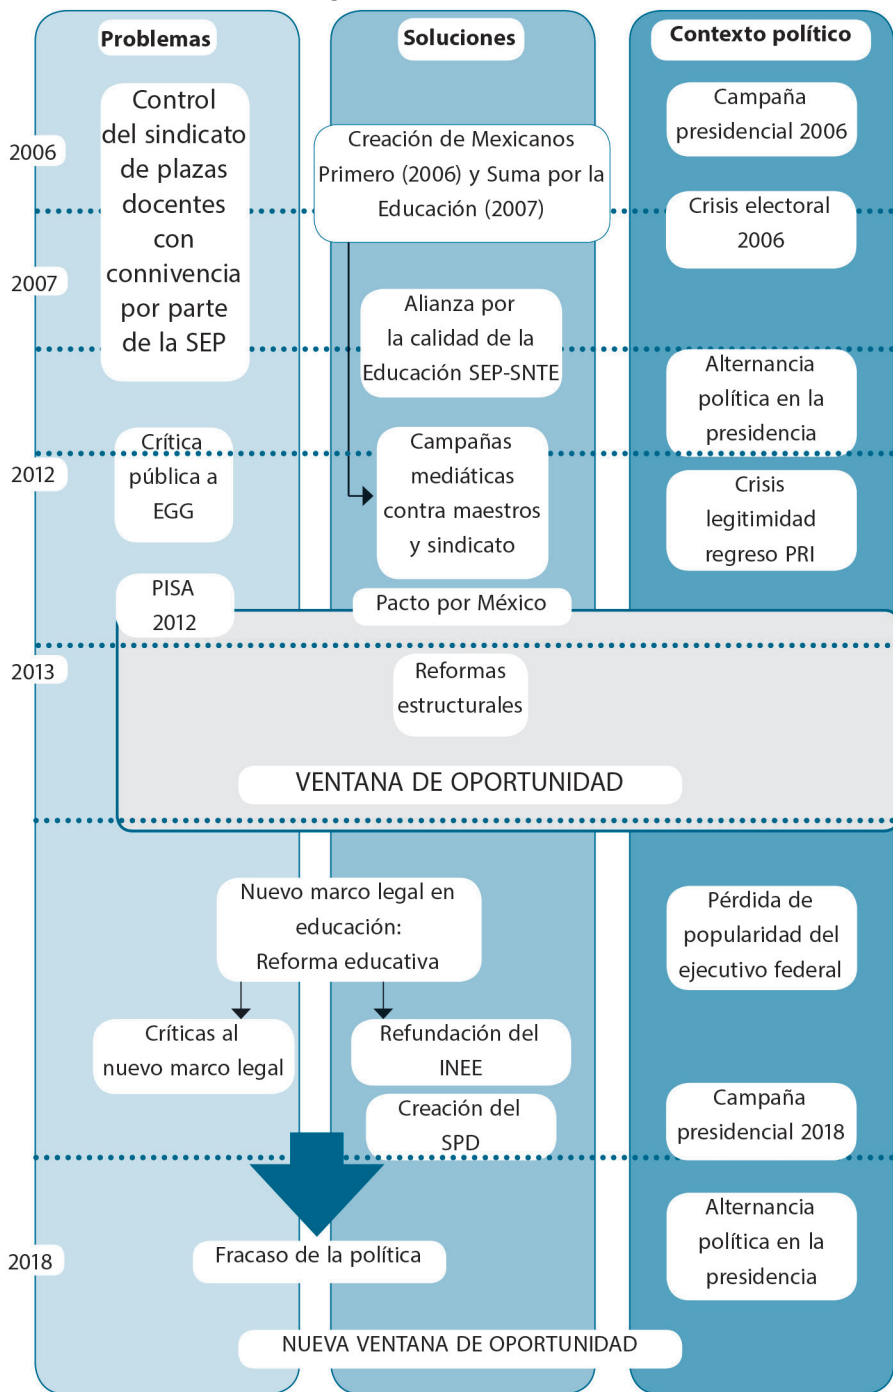 Problemas
Soluciones
Contexto político
2006
Control
del sindicato
de plazas
docentes
con
connivencia
por parte
de la SEP
Creación de Mexicanos
Primero (2006) y Suma por la
Educación (2007)
Campaña
presidencial 2006
Crisis electoral
2006
2007
Alianza por
la calidad de la
Educación SEP-SNTE
Alternancia
política en la
presidencia
2012
Crítica
pública a
EGG
Campañas
mediáticas
contra maestros
y sindicato
Crisis
legitimidad
regreso PRI
PISA
2012
Pacto por México
2013
Reformas
estructurales
VENTANA DE OPORTUNIDAD
Nuevo marco legal en
educación:
Reforma educativa
Pérdida de
popularidad del
ejecutivo federal
Críticas al
nuevo marco legal
Refundación del
INEE
Creación del
SPD
Campaña
presidencial 2018
2018
Fracaso de la política
Alternancia
política en la
presidencia
NUEVA VENTANA DE OPORTUNIDAD